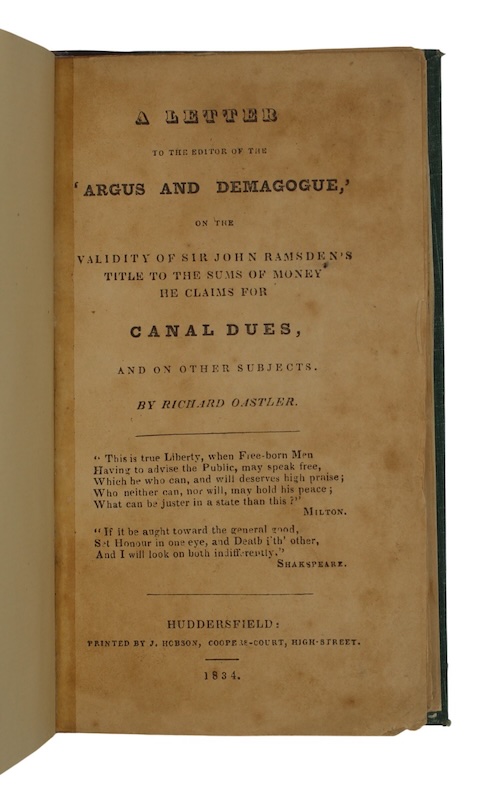 A LETTER
TO THE EDITOR OF THE
'ARGUS AND DEMAGOGUE,'
ON THE
VALIDITY OF SIR JOHN RAMSDEN'S
TITLE TO THE SUMS OF MONEY
HE CLAIMS FOR
CANAL DUES,
AND ON OTHER SUBJECTS.
BY RICHARD OASTLER.
"This is true Liberty, when Free-born Men
Having to advise the Public, may speak free,
Which he who can, and will deserves high praise;
Who neither can, nor will, may hold his peace;
What can be juster in a state than this?"
MILTON.
"If it be aught toward the general good,
Set Honour in one eye, and Death i'th' other,
And I will look on both indifferently,"
SHAKSPEARE.
HUDDERSFIELD:
PRINTED BY J. HOBSON, COOPERS-COURT, HIGH-STREET.
1834.